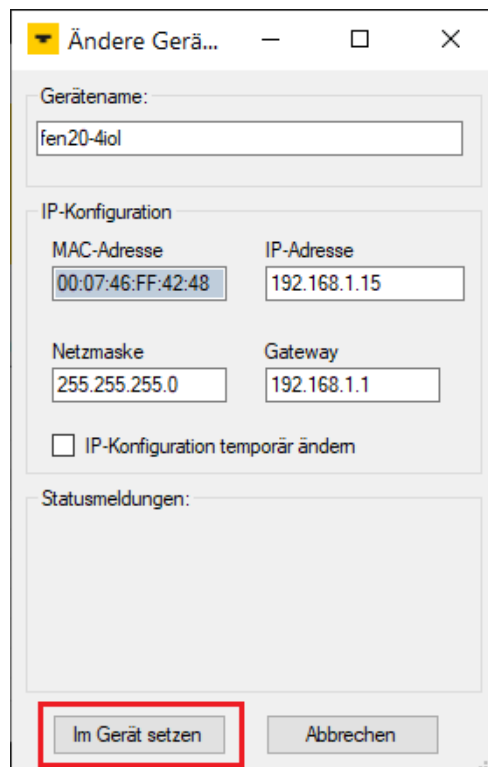 Ändere Gerä...
Gerätename:
fen20-4iol
IP-Konfiguration
MAC-Adresse IP-Adresse
00:07:46:FF:42:48 192.168.1.15
Netzmaske Gateway
255.255.255.0 192.168.1.1
IP-Konfiguration temporär ändern
Statusmeldungen:
Im Gerät setzen Abbrechen